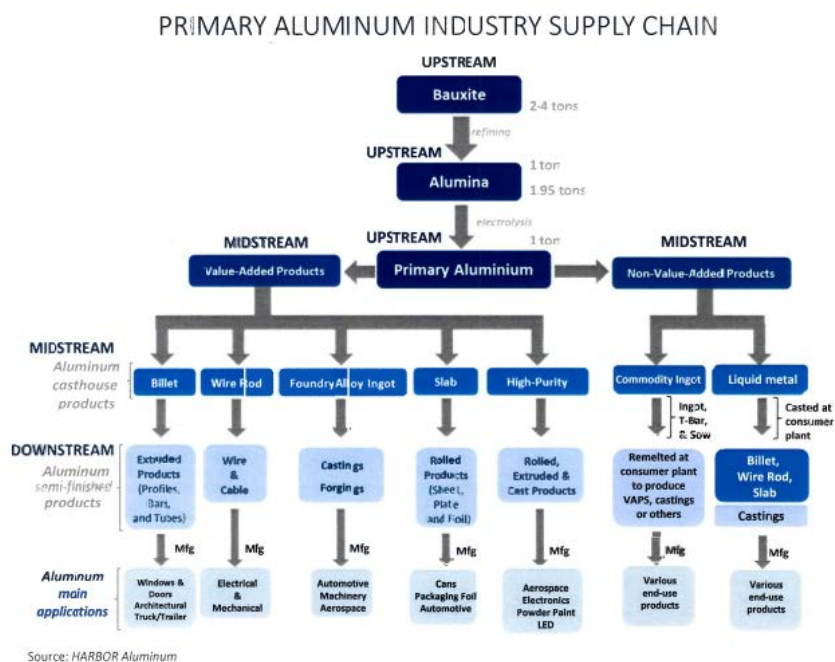 PRIMARY ALUMINUM INDUSTRY SUPPLY CHAIN
UPSTREAM
Bauxite
2-4 tons
refining
UPSTREAM
1 ton
Alumina
1.95 tons
electrolysis
MIDSTREAM
UPSTREAM
1 ton
MIDSTREAM
Value-Added Products
Primary Aluminium
Non-Value-Added Products
MIDSTREAM
Aluminum
casthouse
products
Billet
Wire Rod
Foundry Alloy Ingot
Slab
High-Purity
Commodity Ingot
Liquid metal
Ingot,
T-Bar,
& Sow
Casted at
consumer
plant
DOWNSTREAM
Aluminum
semi-finished
products
Extruded
Products
(Profiles,
Bars,
and Tubes)
Wire
&
Cable
Castings
Forgings
Rolled
Products
(Sheet,
Plate
and Foil)
Rolled,
Extruded &
Cast Products
Remelted at
consumer plant
to produce
VAPS, castings
or others
Billet,
Wire Rod,
Slab
Castings
Mfg
Mfg
Mfg
Mfg
Mfg
Mfg
Mfg
Aluminum
main
applications
Windows &
Doors
Architectural
Truck/Trailer
Electrical
&
Mechanical
Automotive
Machinery
Aerospace
Cans
Packaging Foil
Automotive
Aerospace
Electronics
Powder Paint
LED
Various
end-use
products
Various
end-use
products
Source: HARBOR Aluminum